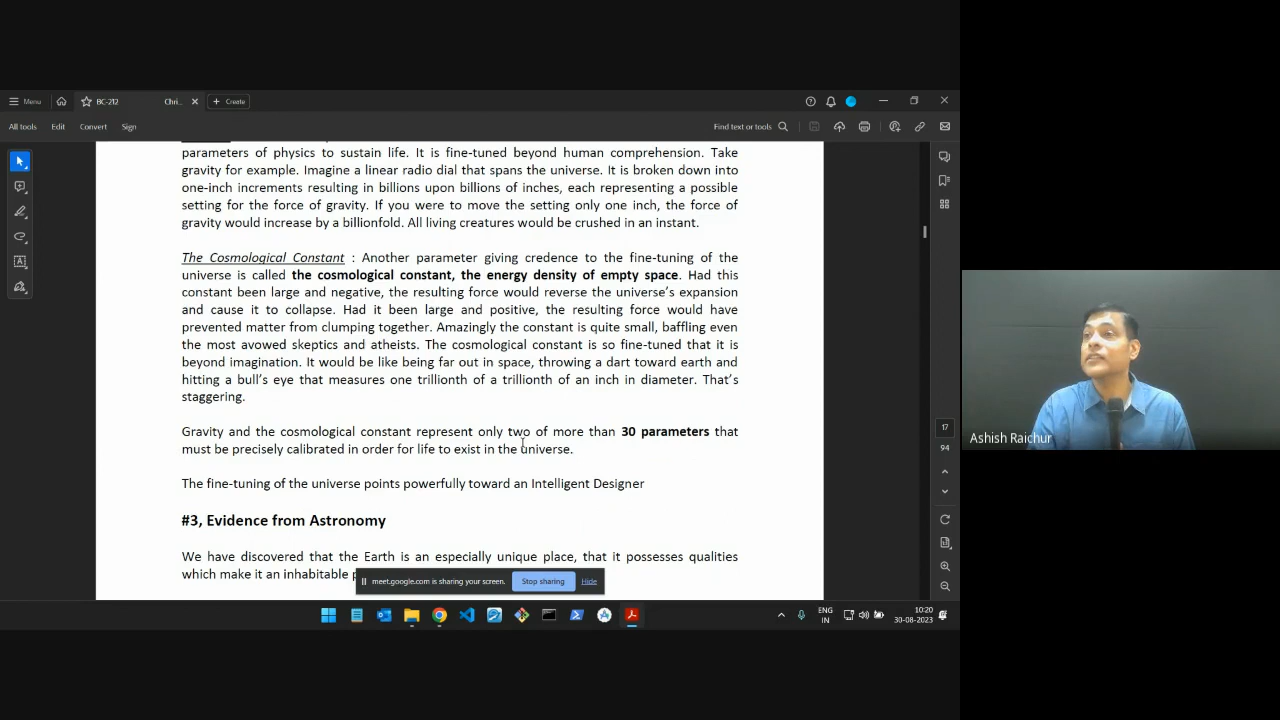 Menu
BC-212
Chri...
Create
All tools
Edit
Convert
Sign
Find text or tools
parameters of physics to sustain life. It is fine-tuned beyond human comprehension. Take
gravity for example. Imagine a linear radio dial that spans the universe. It is broken down into
one-inch increments resulting in billions upon billions of inches, each representing a possible
setting for the force of gravity. If you were to move the setting only one inch, the force of
gravity would increase by a billionfold. All living creatures would be crushed in an instant.
The Cosmological Constant : Another parameter giving credence to the fine-tuning of the
universe is called the cosmological constant, the energy density of empty space. Had this
constant been large and negative, the resulting force would reverse the universe's expansion
and cause it to collapse. Had it been large and positive, the resulting force would have
prevented matter from clumping together. Amazingly the constant is quite small, baffling even
the most avowed skeptics and atheists. The cosmological constant is so fine-tuned that it is
beyond imagination. It would be like being far out in space, throwing a dart toward earth and
hitting a bull's eye that measures one trillionth of a trillionth of an inch in diameter. That's
staggering.
Gravity and the cosmological constant represent only two of more than 30 parameters that
must be precisely calibrated in order for life to exist in the universe.
The fine-tuning of the universe points powerfully toward an Intelligent Designer
#3, Evidence from Astronomy
We have discovered that the Earth is an especially unique place, that it possesses qualities
which make it an inhabitable
meet.google.com is sharing your screen.
Stop sharing
Hide
17
94
ENG
IN
10:20
30-08-2023
Ashish Raichur